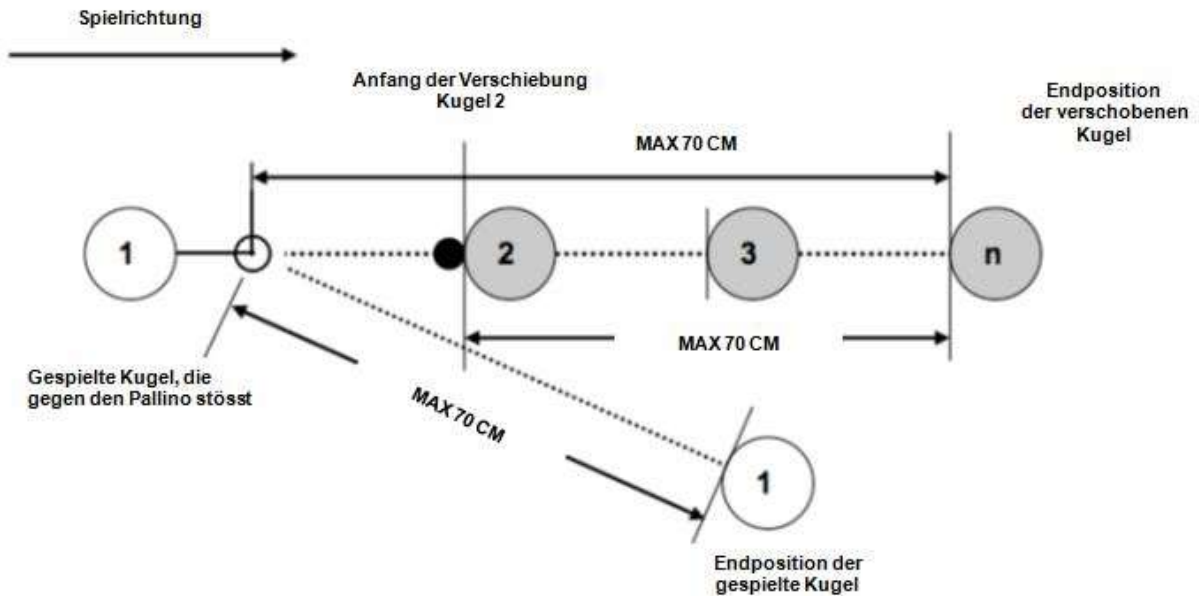 Spielrichtung
Anfang der Verschiebung
Kugel 2
Endposition
der verschobenen
Kugel
MAX 70 CM
1
2
3
n
MAX 70 CM
Gespielte Kugel, die
gegen den Pallino stösst
MAX 70 CM
1
Endposition der
gespielte Kugel